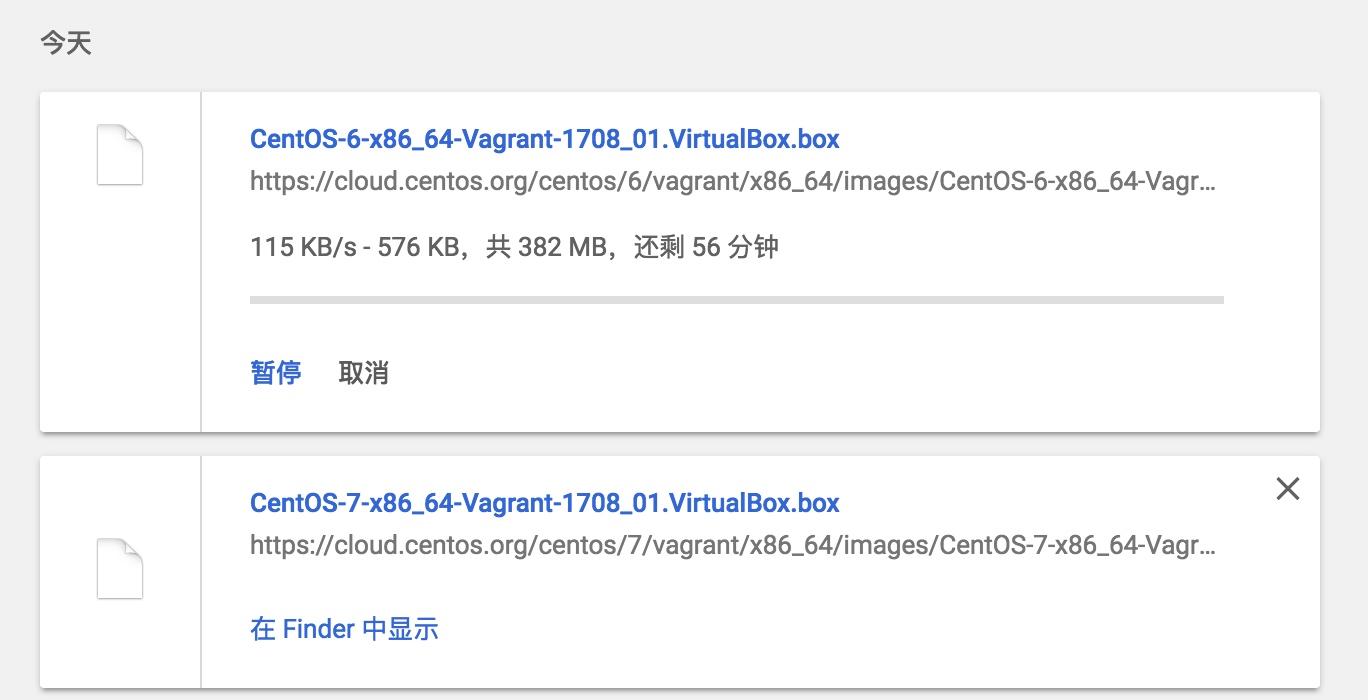 今天
CentOS-6-x86_64-Vagrant-1708_01.VirtualBox.box
https://cloud.centos.org/centos/6/vagrant/x86_64/images/CentOS-6-x86_64-Vagr...
115 KB/s - 576 KB，共 382 MB，还剩 56 分钟
暂停 取消
CentOS-7-x86_64-Vagrant-1708_01.VirtualBox.box
https://cloud.centos.org/centos/7/vagrant/x86_64/images/CentOS-7-x86_64-Vagr...
在 Finder 中显示